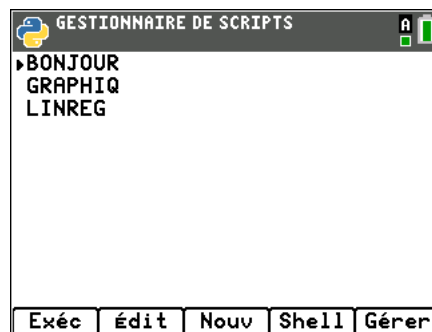 GESTIONNAIRE DE SCRIPTS A
▸BONJOUR
GRAPHIQ
LINREG
Exéc Édit Nouv Shell Gérer